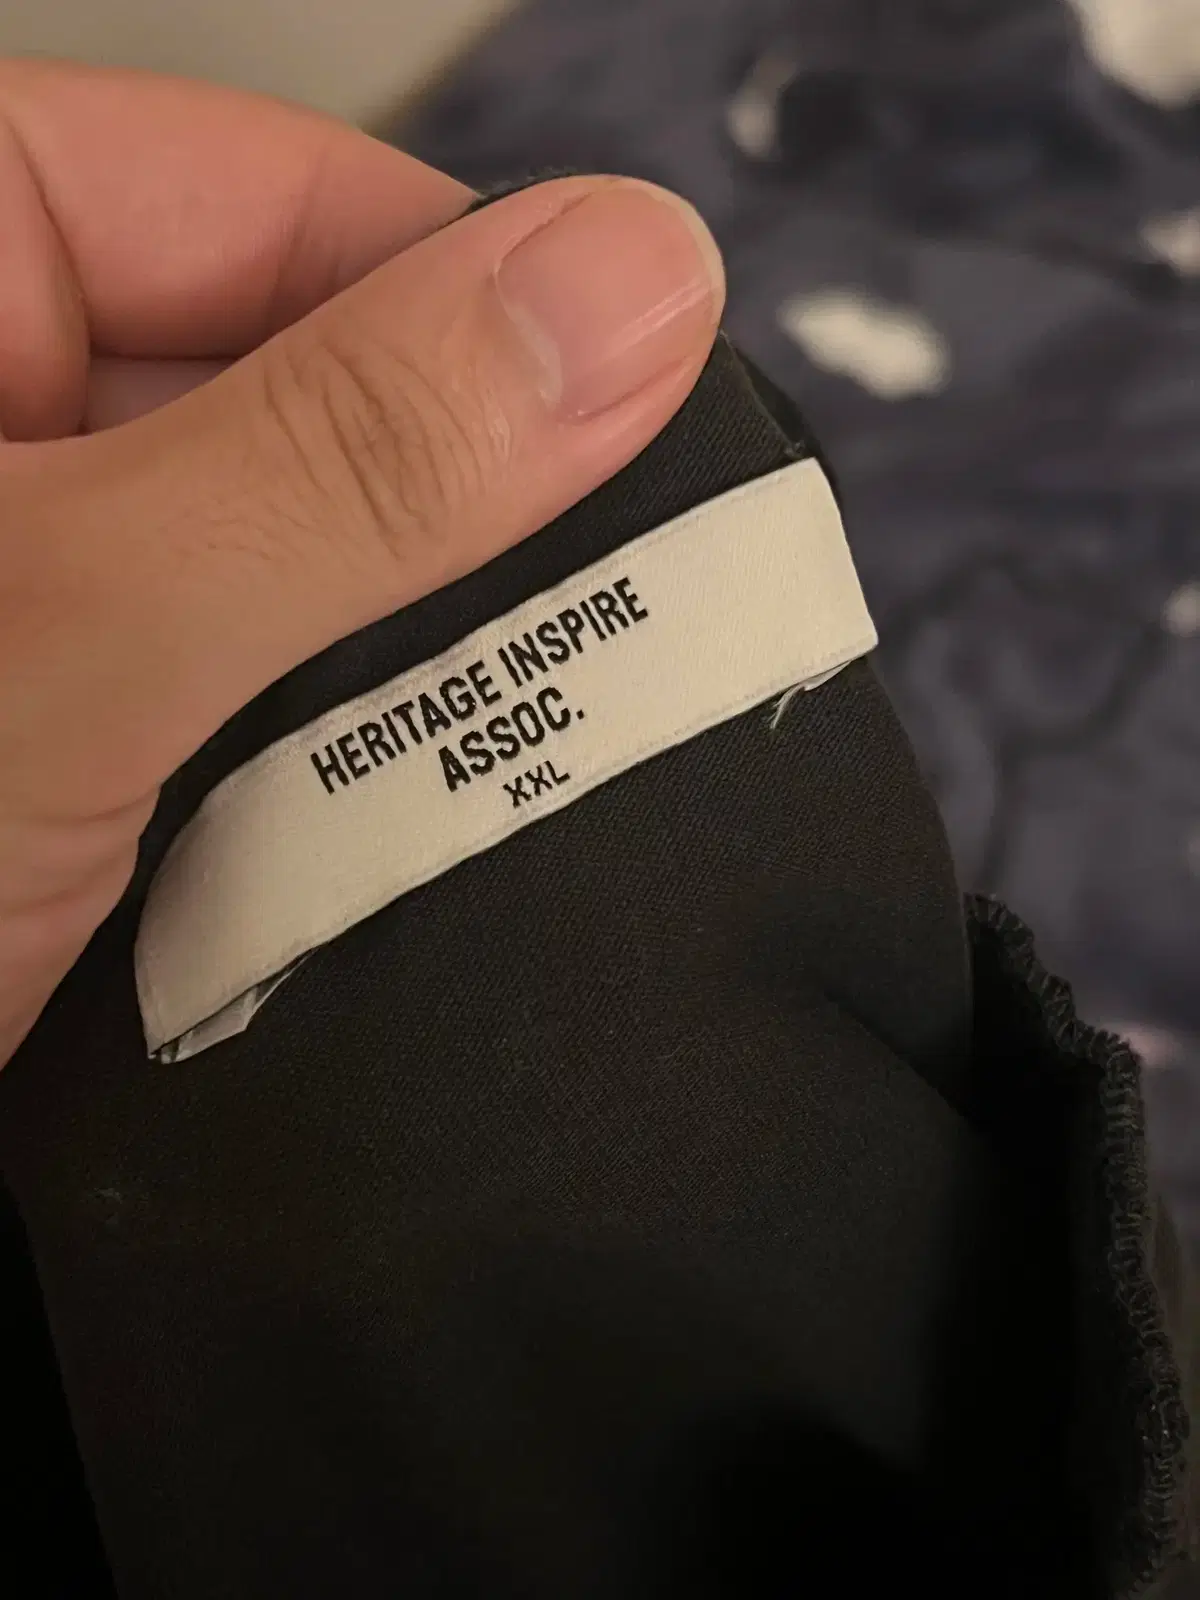 HERITAGE INSPIRE
ASSOC.
XXL